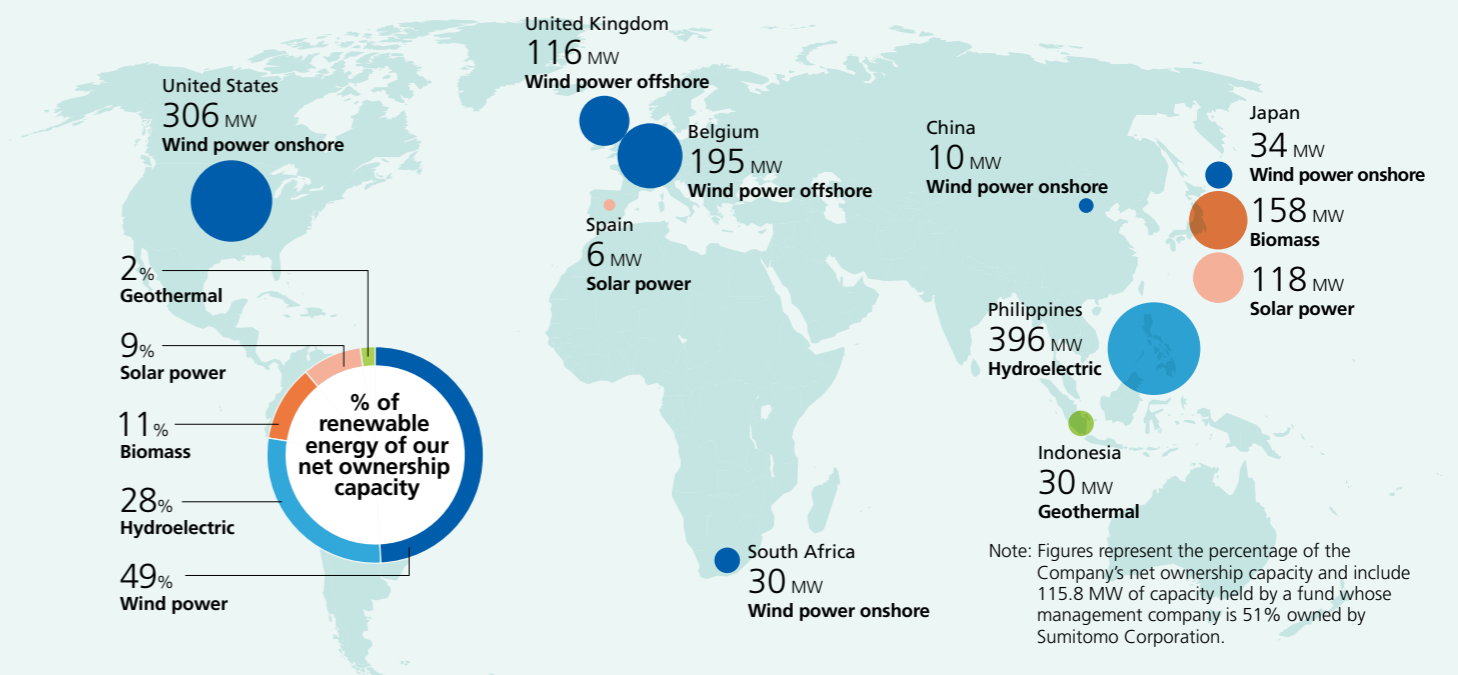 United States
306 MW
Wind power onshore
United Kingdom
116 MW
Wind power offshore
Belgium
195 MW
Wind power offshore
Spain
6 MW
Solar power
China
10 MW
Wind power onshore
Japan
34 MW
Wind power onshore
158 MW
Biomass
118 MW
Solar power
Philippines
396 MW
Hydroelectric
Indonesia
30 MW
Geothermal
South Africa
30 MW
Wind power onshore
2%
Geothermal
9%
Solar power
11%
Biomass
28%
Hydroelectric
49%
Wind power
% of
renewable
energy of our
net ownership
capacity
Note: Figures represent the percentage of the
Company's net ownership capacity and include
115.8 MW of capacity held by a fund whose
management company is 51% owned by
Sumitomo Corporation.